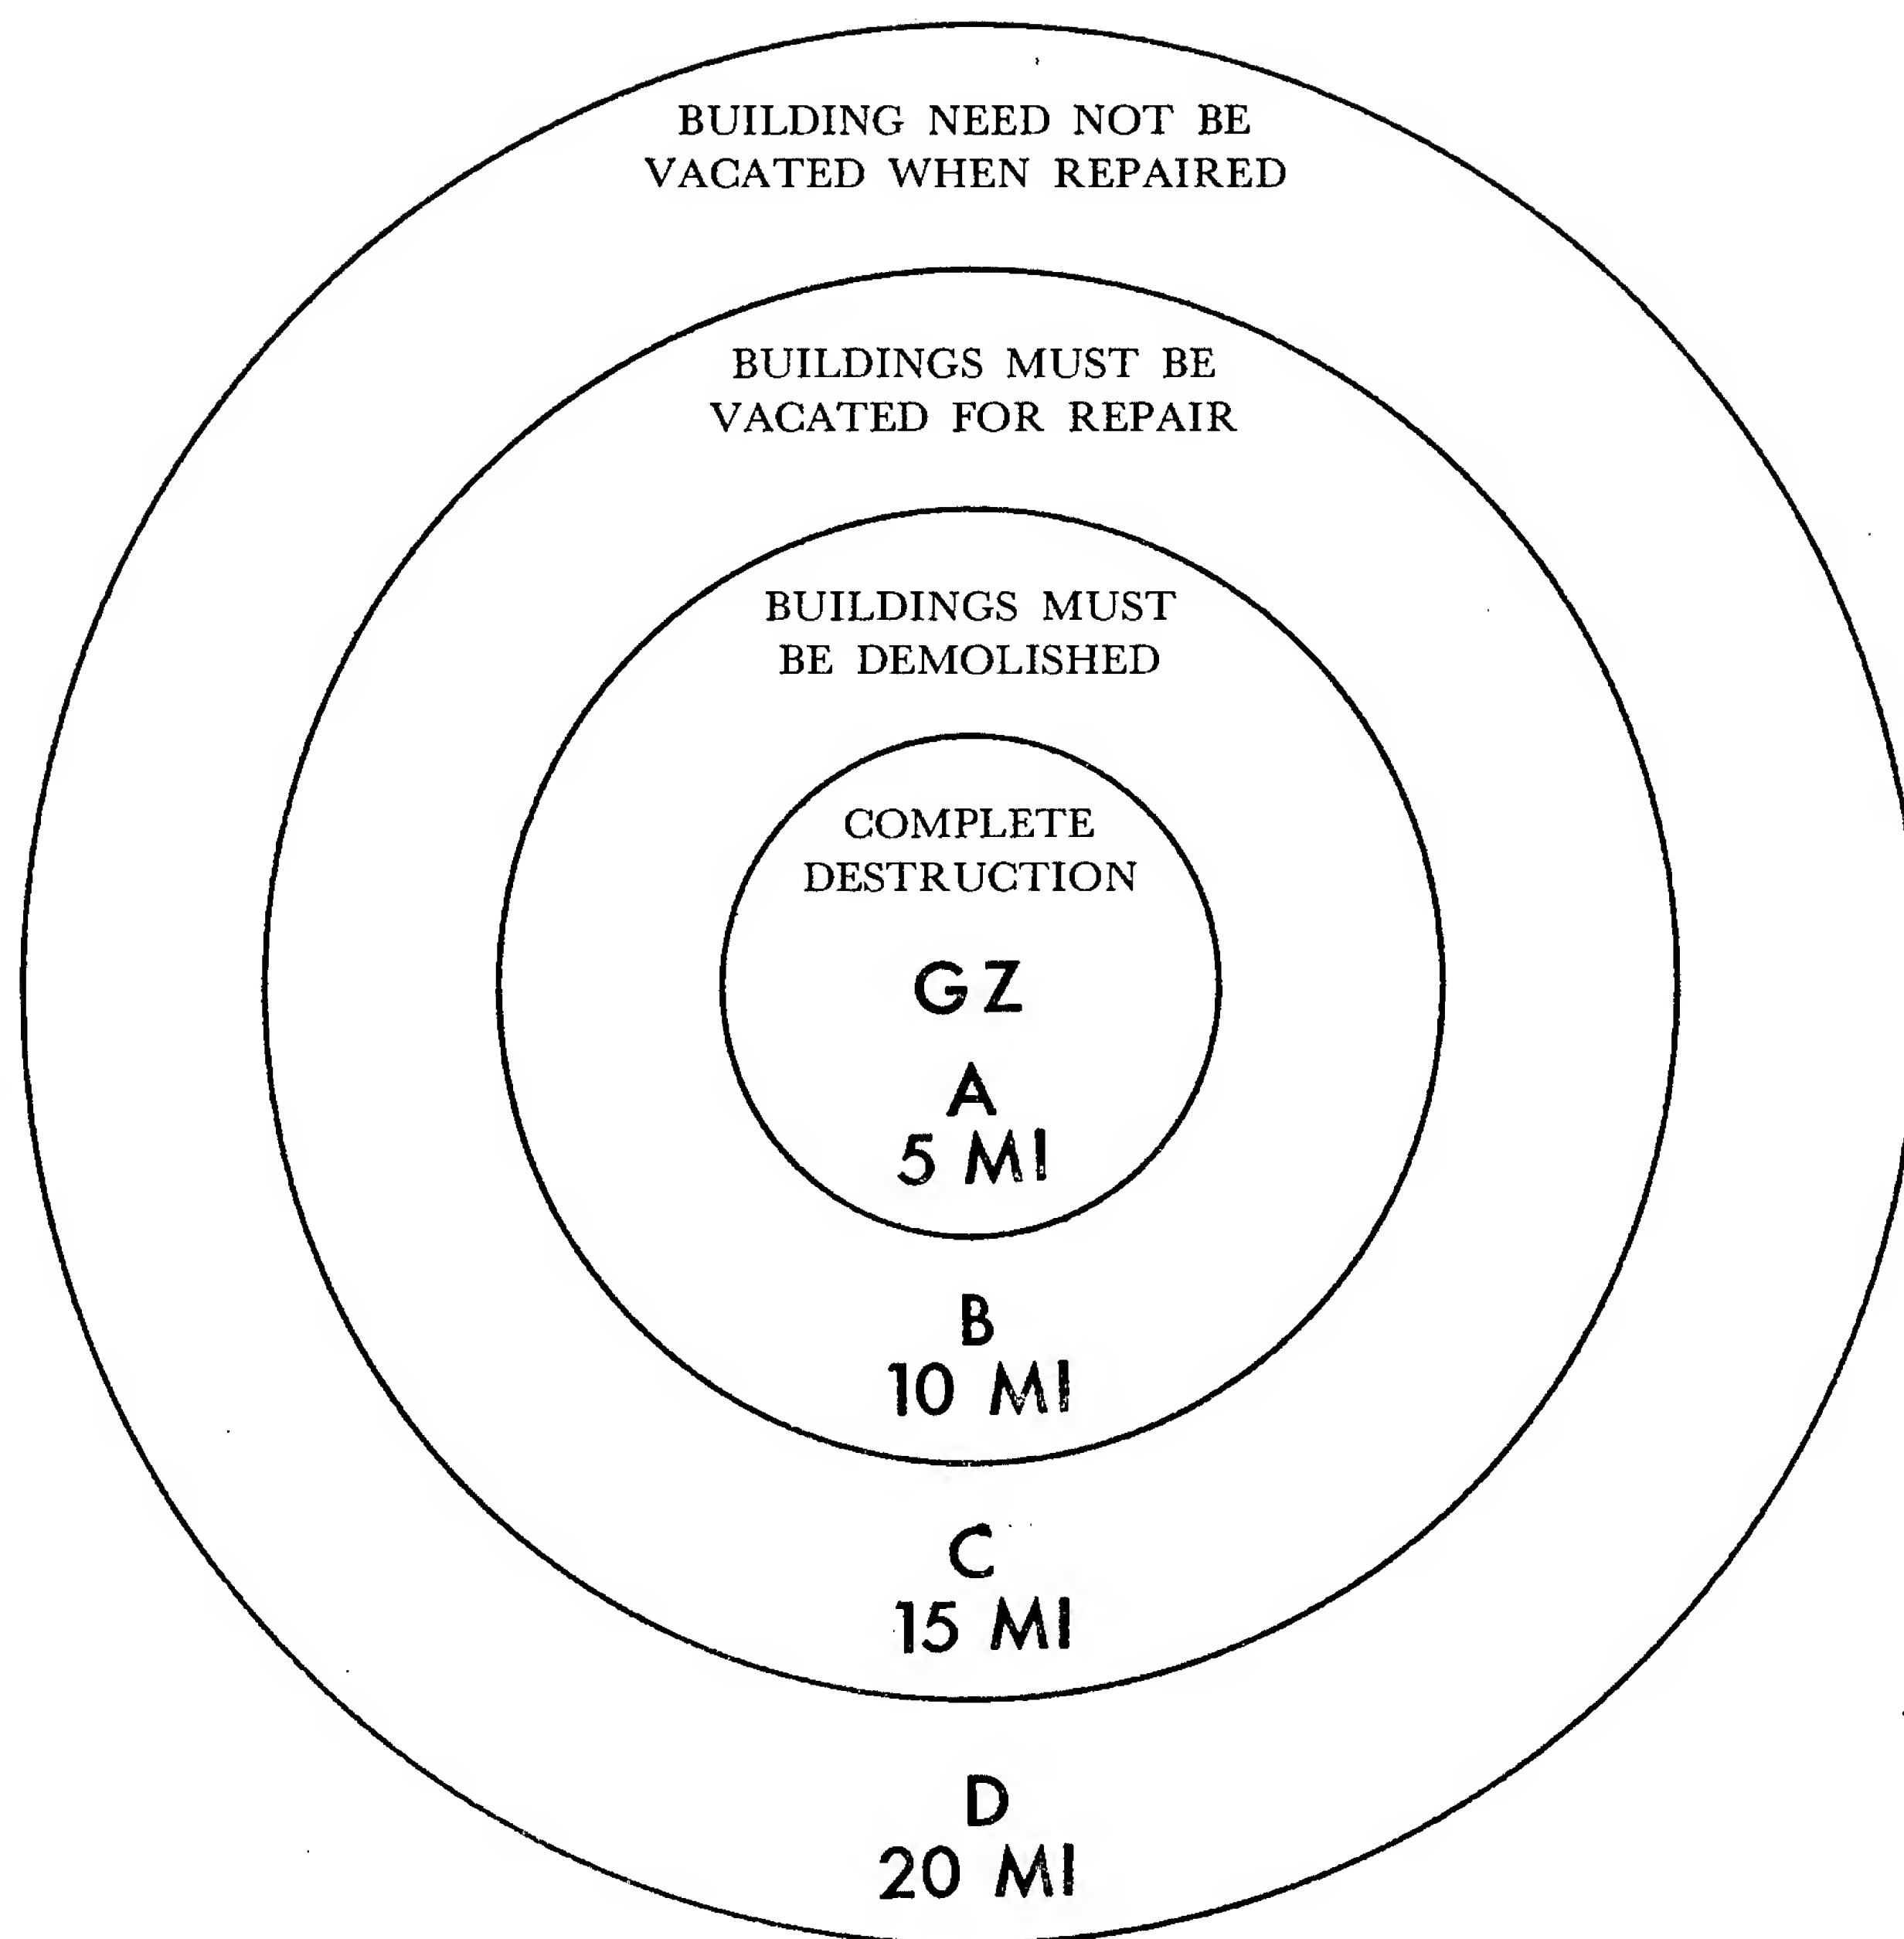 BUILDING NEED NOT BE
VACATED WHEN REPAIRED
BUILDINGS MUST BE
VACATED FOR REPAIR
BUILDINGS MUST
BE DEMOLISHED
COMPLETE
DESTRUCTION
GZ
A
5 MI
B
10 MI
C
15 MI
D
20 MI